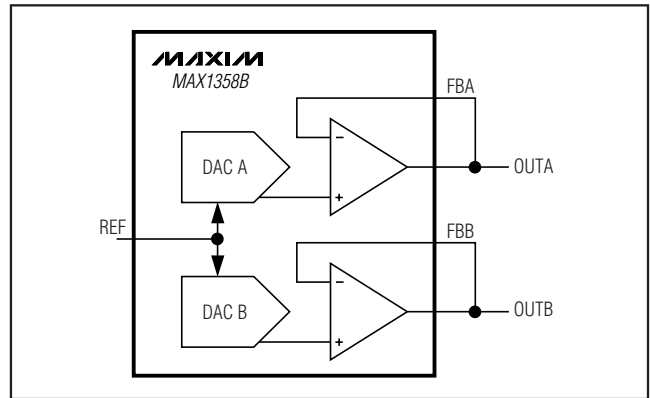 MAXIM
MAX1358B
FBA
DAC A
−
+
OUTA
REF
FBB
DAC B
−
+
OUTB